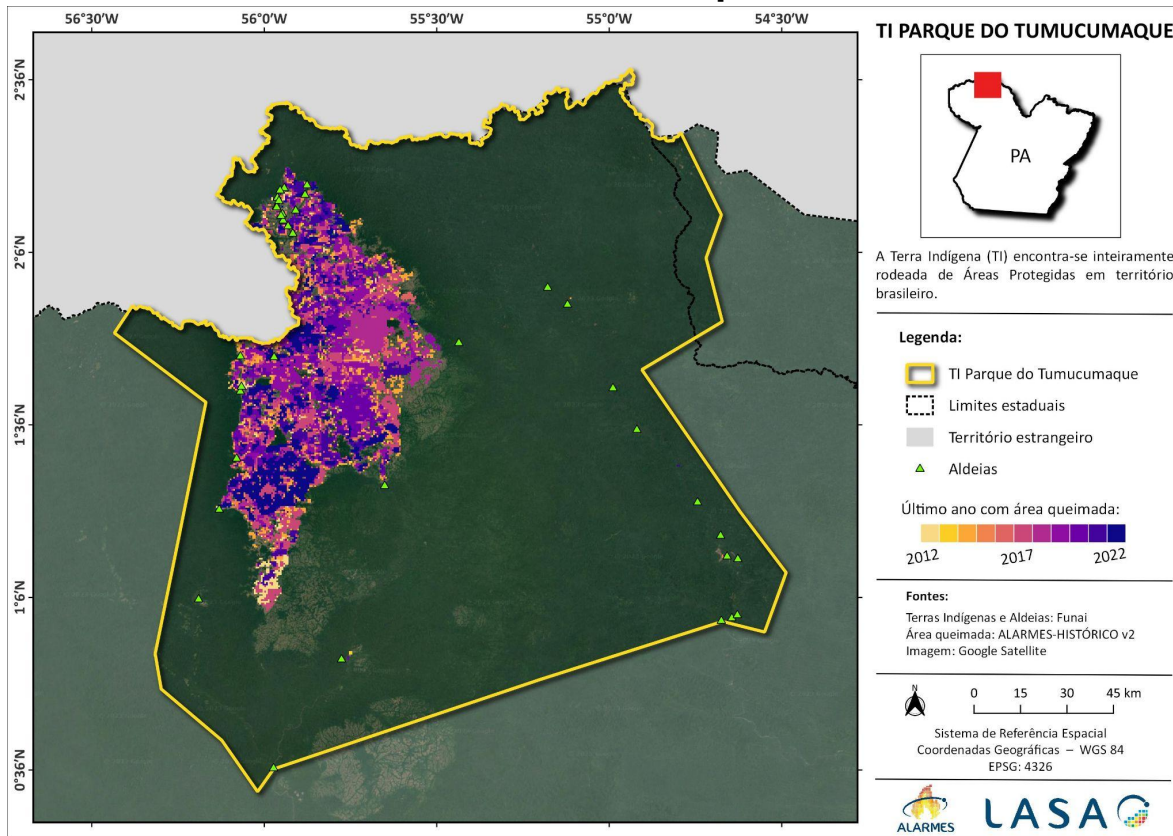 56°30'W 56°0'W 55°30'W 55°0'W 54°30'W
2°36'N
2°6'N
1°36'N
1°6'N
0°36'N
TI PARQUE DO TUMUCUMAQUE
PA
A Terra Indígena (TI) encontra-se inteiramente
rodeada de Áreas Protegidas em território
brasileiro.
Legenda:
TI Parque do Tumucumaque
Limites estaduais
Território estrangeiro
Aldeias
Último ano com área queimada:
2012 2017 2022
Fontes:
Terras Indígenas e Aldeias: Funai
Área queimada: ALARMES-HISTÓRICO v2
Imagem: Google Satellite
N
0 15 30 45 km
Sistema de Referência Espacial
Coordenadas Geográficas – WGS 84
EPSG: 4326
ALARMES LASA